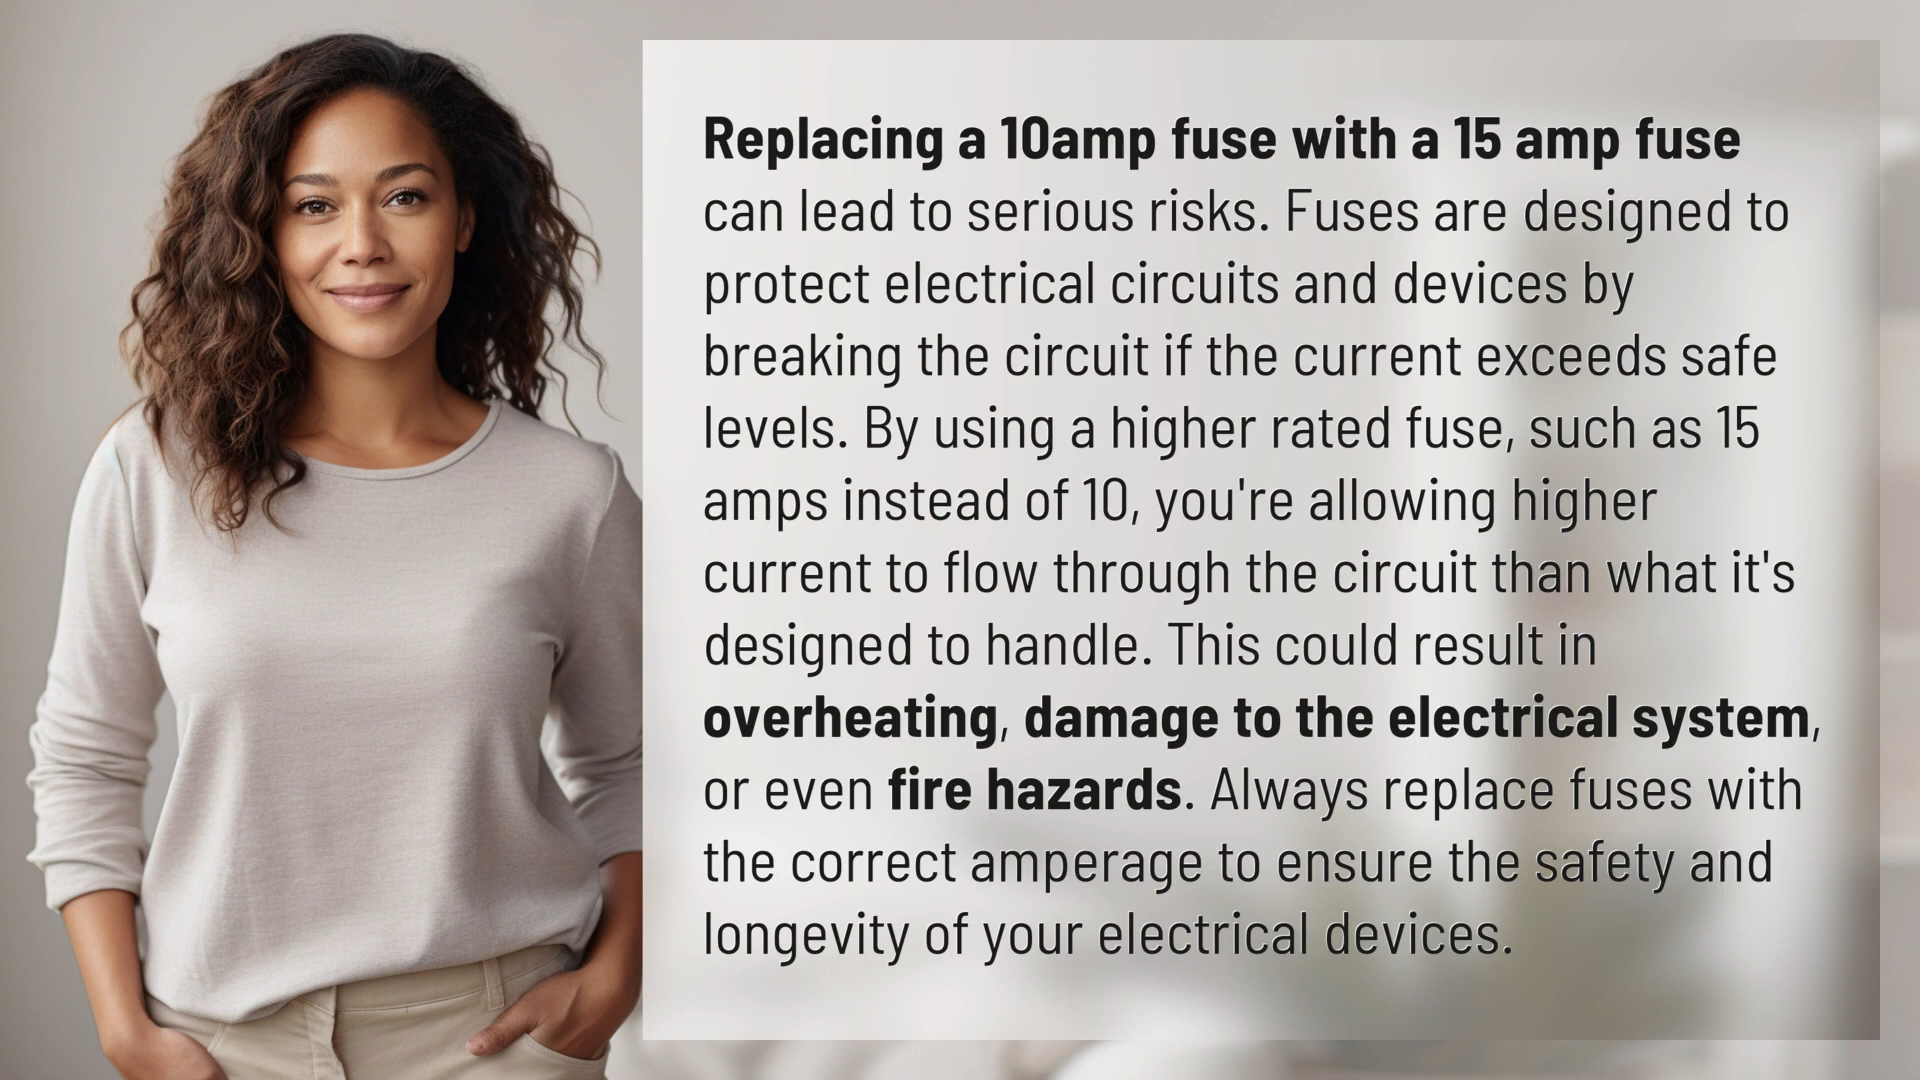 Replacing a 10amp fuse with a 15 amp fuse
can lead to serious risks. Fuses are designed to
protect electrical circuits and devices by
breaking the circuit if the current exceeds safe
levels. By using a higher rated fuse, such as 15
amps instead of 10, you're allowing higher
current to flow through the circuit than what it's
designed to handle. This could result in
overheating, damage to the electrical system,
or even fire hazards. Always replace fuses with
the correct amperage to ensure the safety and
longevity of your electrical devices.